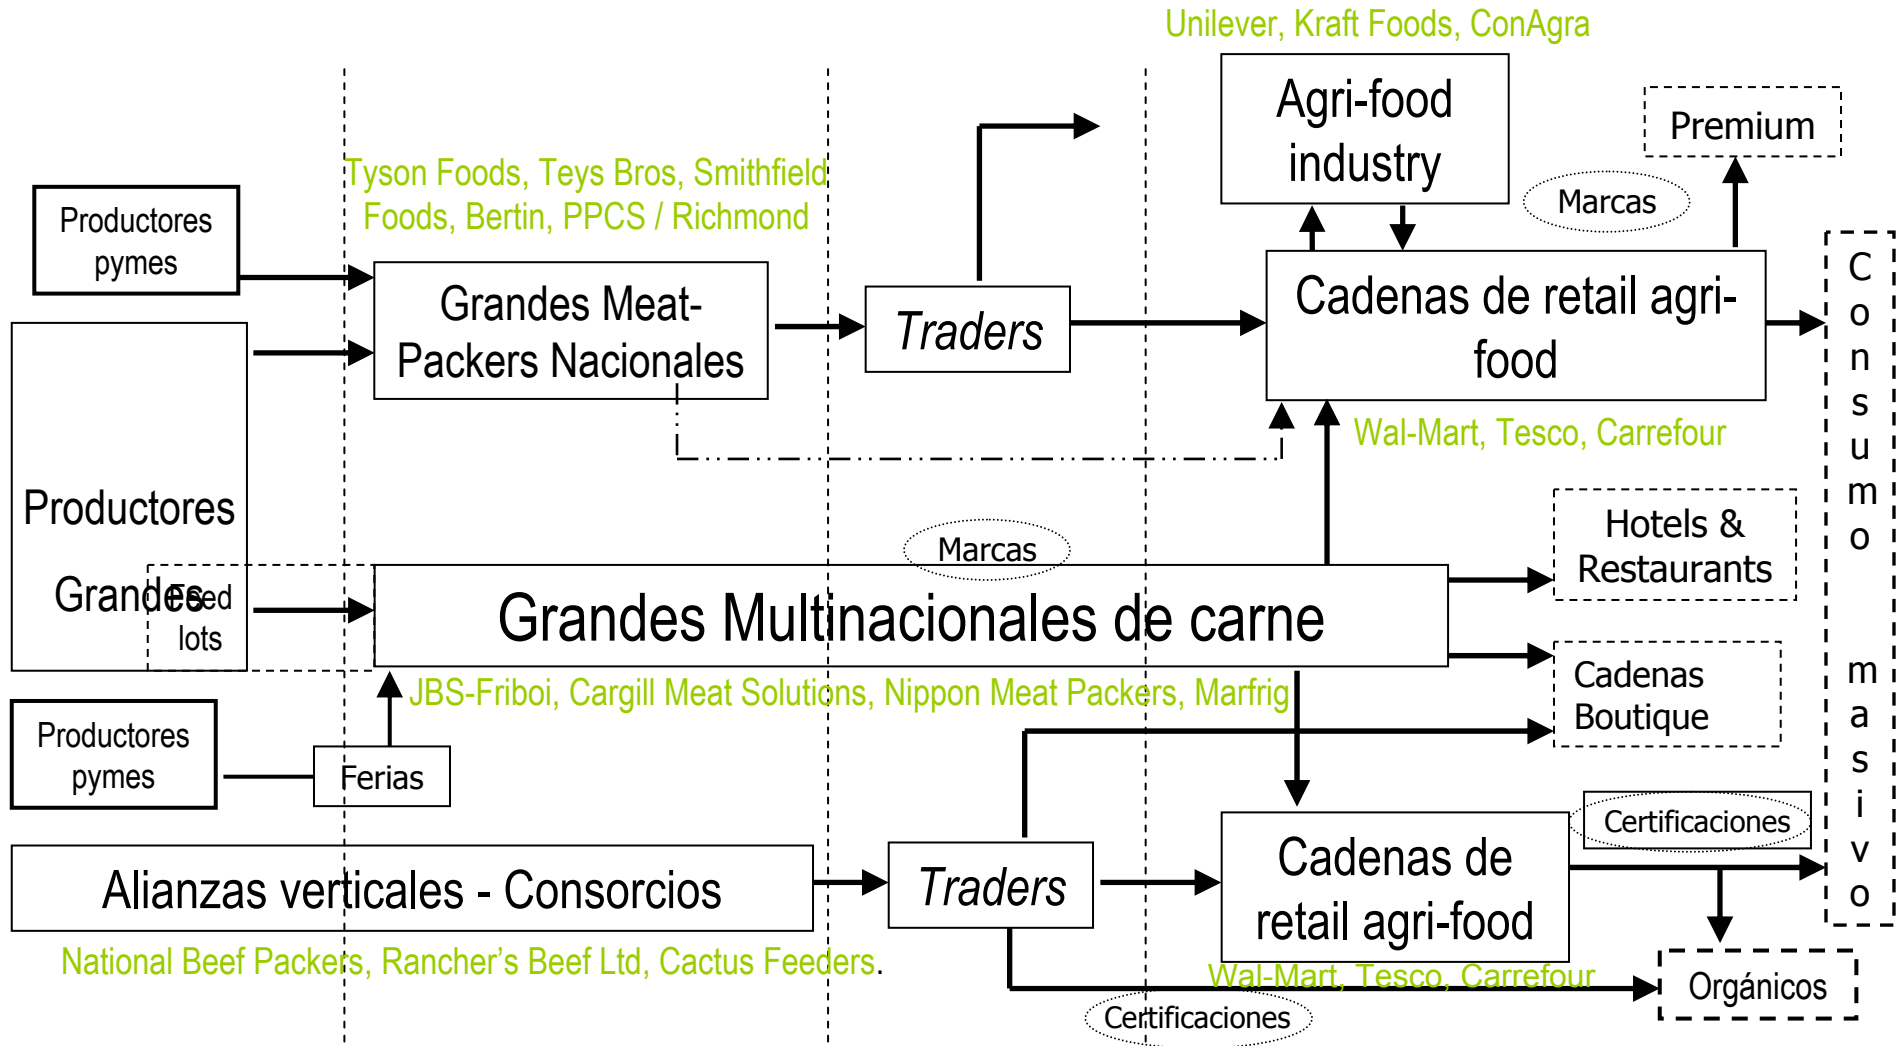 Unilever, Kraft Foods, ConAgra
Agri-food
industry
Premium
Marcas
Tyson Foods, Teys Bros, Smithfield
Foods, Bertin, PPCS / Richmond
Productores
pymes
Grandes Meat-
Packers Nacionales
Traders
Cadenas de retail agri-
food
Wal-Mart, Tesco, Carrefour
Consumo masivo
Productores
Grandes
Feed
lots
Marcas
Grandes Multinacionales de carne
Hotels &
Restaurants
JBS-Friboi, Cargill Meat Solutions, Nippon Meat Packers, Marfrig
Cadenas
Boutique
Productores
pymes
Ferias
Alianzas verticales - Consorcios
Traders
Cadenas de
retail agri-food
Certificaciones
National Beef Packers, Rancher's Beef Ltd, Cactus Feeders.
Wal-Mart, Tesco, Carrefour
Orgánicos
Certificaciones